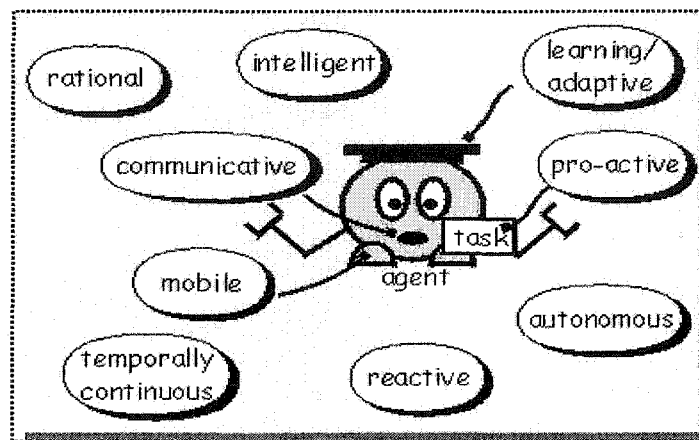 rational
intelligent
learning/
adaptive
communicative
pro-active
task
agent
mobile
autonomous
temporally
continuous
reactive